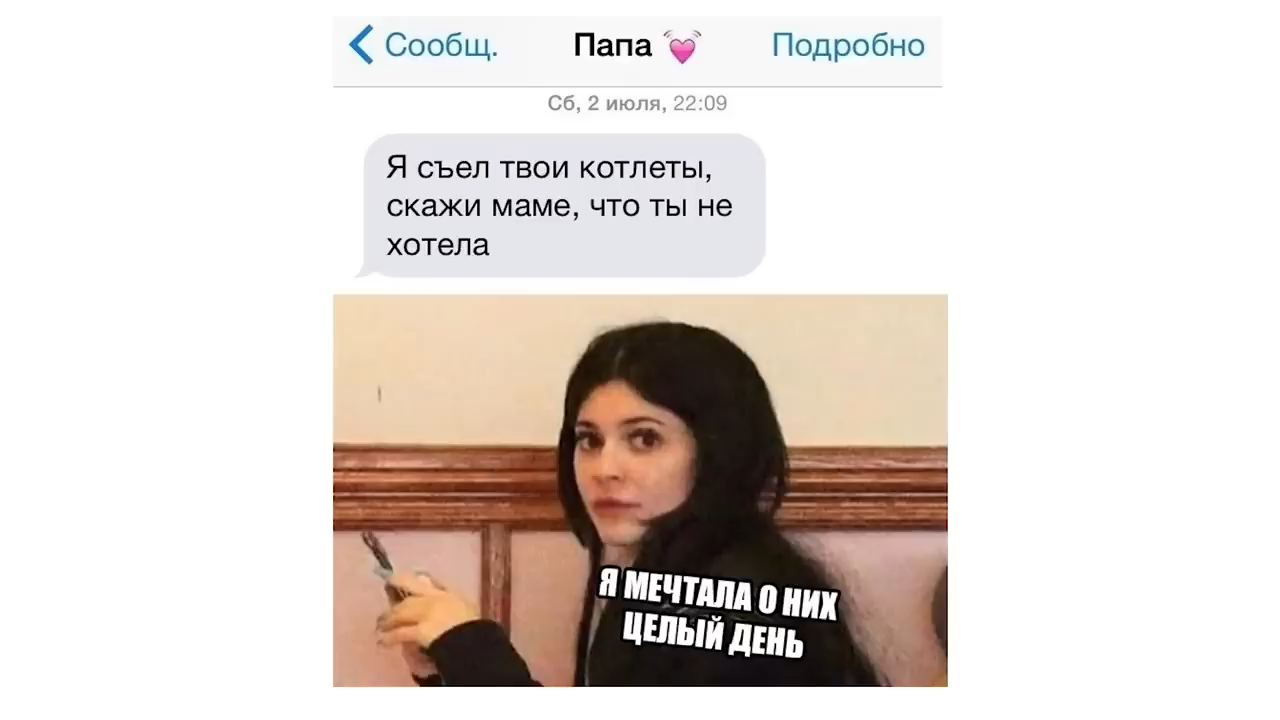 Сообщ. Папа 💓 Подробно
Сб, 2 июля, 22:09
Я съел твои котлеты,
скажи маме, что ты не
хотела
Я МЕЧТАЛА О НИХ
ЦЕЛЫЙ ДЕНЬ